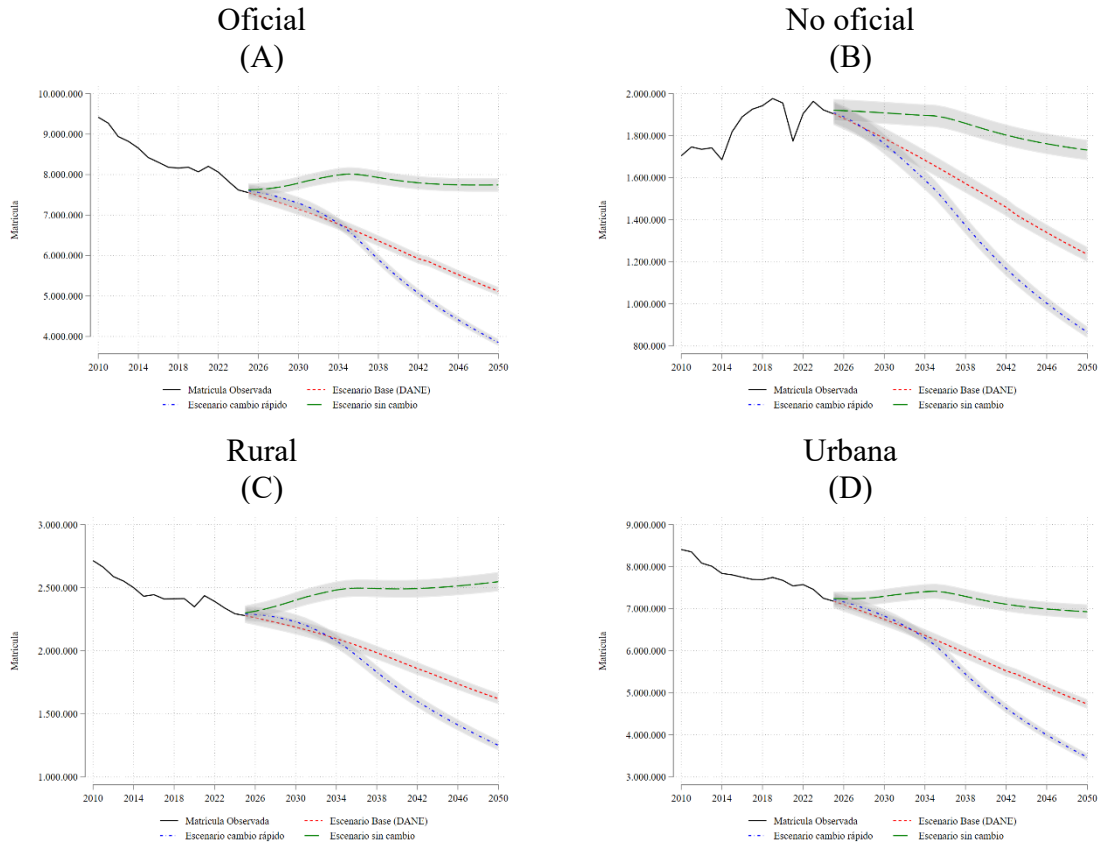 Oficial
(A)
10.000.000
9.000.000
8.000.000
7.000.000
6.000.000
5.000.000
4.000.000
Matrícula
2010 2014 2018 2022 2026 2030 2034 2038 2042 2046 2050
Matrícula Observada Escenario Base (DANE)
Escenario cambio rápido Escenario sin cambio
No oficial
(B)
2.000.000
1.800.000
1.600.000
1.400.000
1.200.000
1.000.000
800.000
Matrícula
2010 2014 2018 2022 2026 2030 2034 2038 2042 2046 2050
Matrícula Observada Escenario Base (DANE)
Escenario cambio rápido Escenario sin cambio
Rural
(C)
3.000.000
2.500.000
2.000.000
1.500.000
1.000.000
Matrícula
2010 2014 2018 2022 2026 2030 2034 2038 2042 2046 2050
Matrícula Observada Escenario Base (DANE)
Escenario cambio rápido Escenario sin cambio
Urbana
(D)
9.000.000
8.000.000
7.000.000
6.000.000
5.000.000
4.000.000
3.000.000
Matrícula
2010 2014 2018 2022 2026 2030 2034 2038 2042 2046 2050
Matrícula Observada Escenario Base (DANE)
Escenario cambio rápido Escenario sin cambio